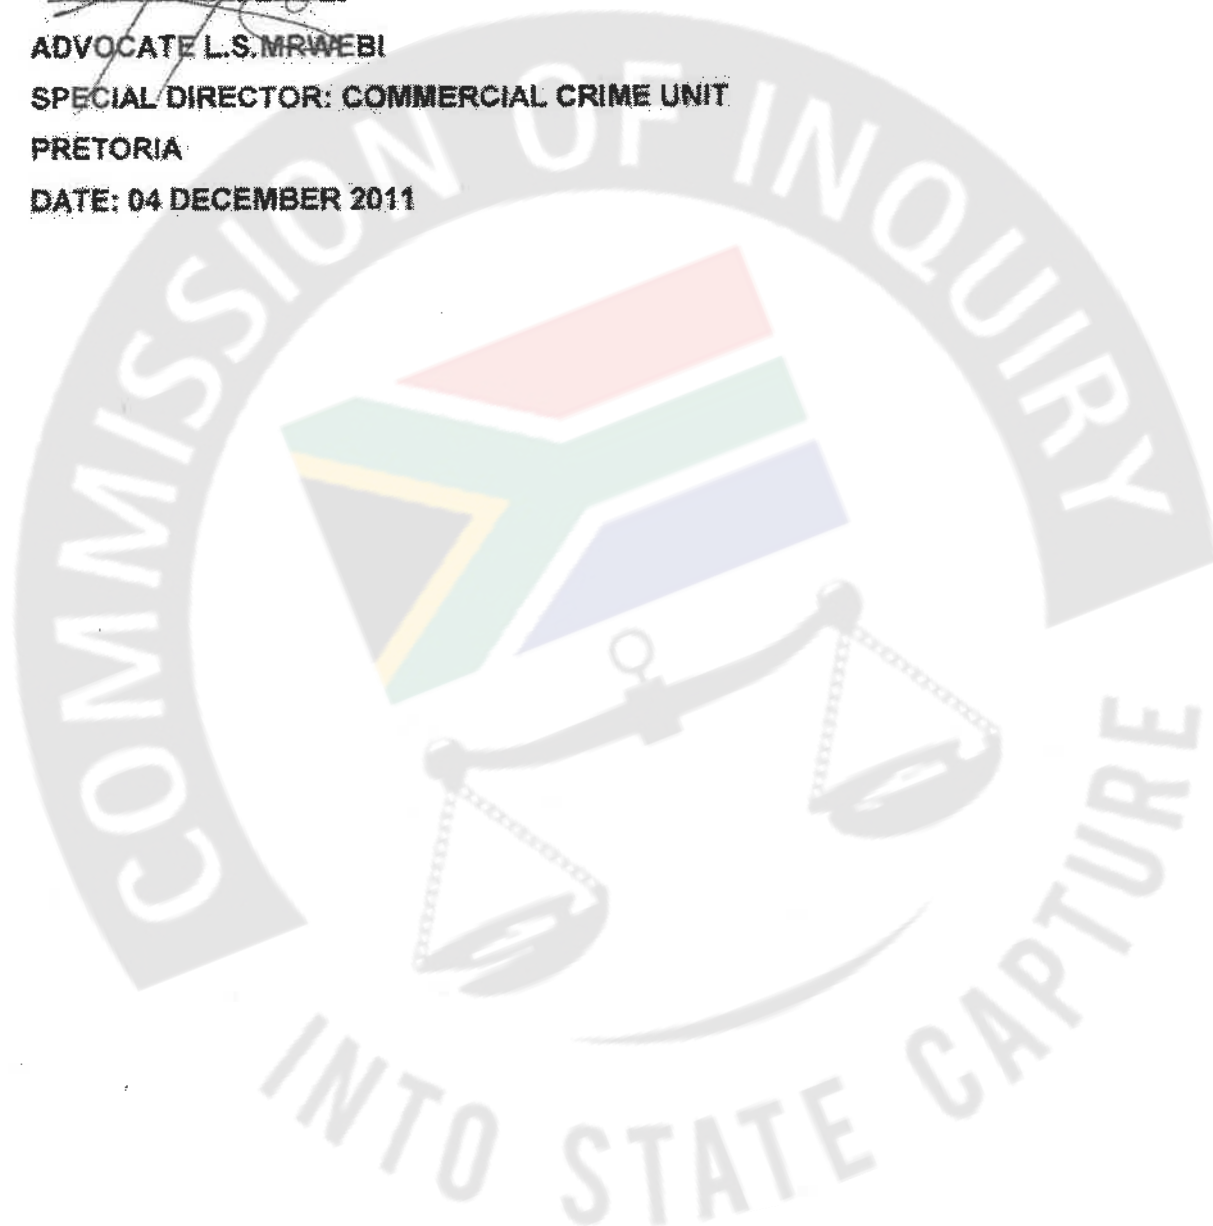 ADVOCATE L.S. MRWEBI
SPECIAL DIRECTOR: COMMERCIAL CRIME UNIT
PRETORIA
DATE: 04 DECEMBER 2011
COMMISSION OF INQUIRY
INTO STATE CAPTURE